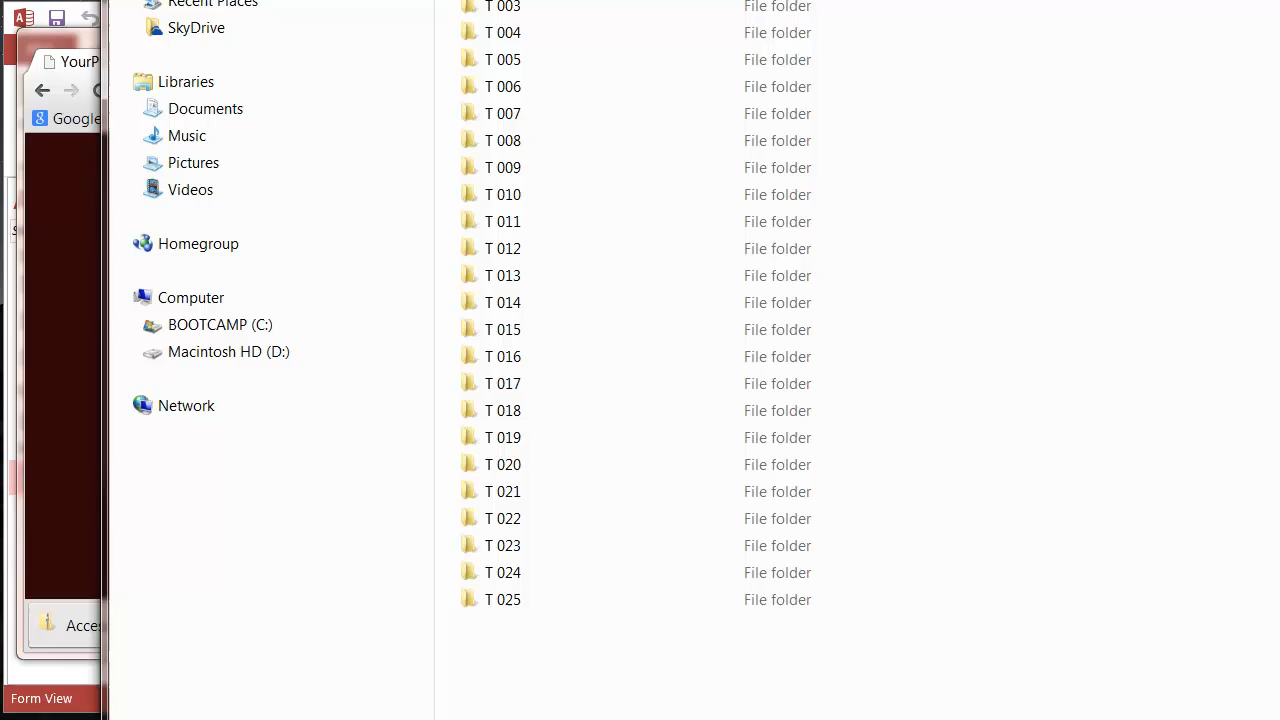 YourP
Google
Acce
Form View
Recent Places
SkyDrive
Libraries
Documents
Music
Pictures
Videos
Homegroup
Computer
BOOTCAMP (C:)
Macintosh HD (D:)
Network
T 003 File folder
T 004 File folder
T 005 File folder
T 006 File folder
T 007 File folder
T 008 File folder
T 009 File folder
T 010 File folder
T 011 File folder
T 012 File folder
T 013 File folder
T 014 File folder
T 015 File folder
T 016 File folder
T 017 File folder
T 018 File folder
T 019 File folder
T 020 File folder
T 021 File folder
T 022 File folder
T 023 File folder
T 024 File folder
T 025 File folder